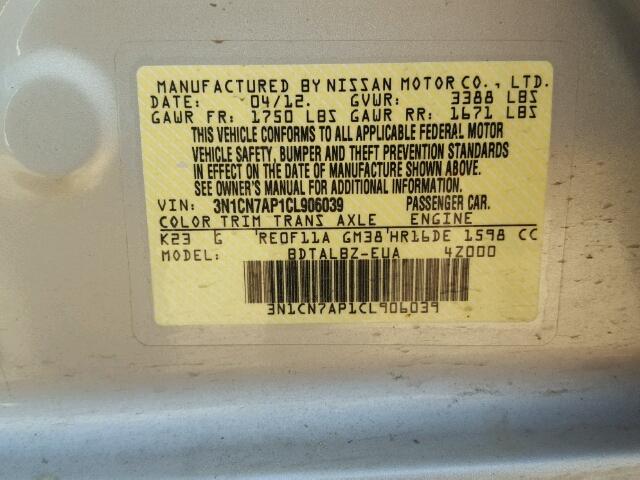 MANUFACTURED BY NISSAN MOTOR CO., LTD.
DATE: 04/12. GVWR: 3388 LBS
GAWR FR: 1750 LBS GAWR RR: 1671 LBS
THIS VEHICLE CONFORMS TO ALL APPLICABLE FEDERAL MOTOR
VEHICLE SAFETY, BUMPER AND THEFT PREVENTION STANDARDS
IN EFFECT ON THE DATE OF MANUFACTURE SHOWN ABOVE.
SEE OWNER'S MANUAL FOR ADDITIONAL INFORMATION.
VIN: 3N1CN7AP1CL906039 PASSENGER CAR.
COLOR TRIM TRANS AXLE ENGINE
K23 G 'RE0F11A GM38'HR16DE 1598 CC
MODEL: BDTALBZ-EUA 4Z000
3N1CN7AP1CL906039